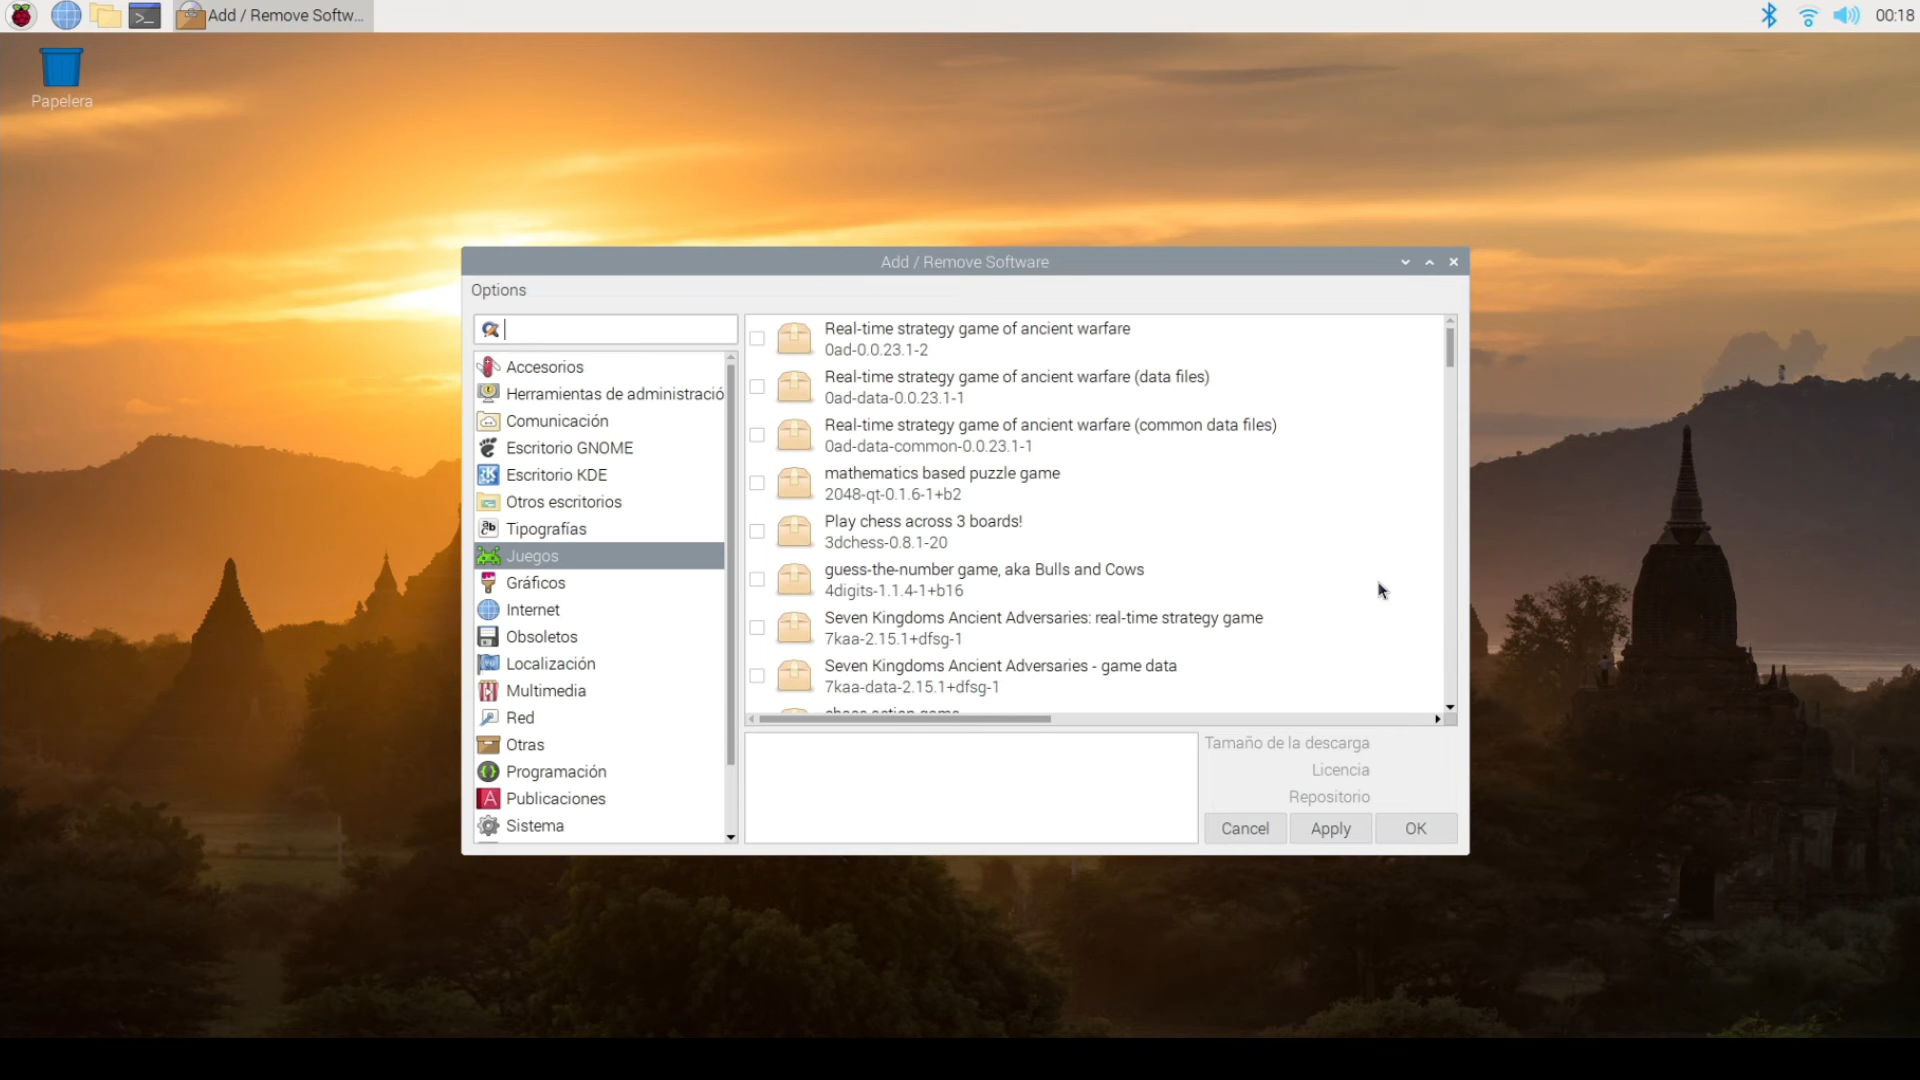 Add / Remove Softw...
00:18
Papelera
Add / Remove Software
Options
Accesorios
Herramientas de administració
Comunicación
Escritorio GNOME
Escritorio KDE
Otros escritorios
Tipografías
Juegos
Gráficos
Internet
Obsoletos
Localización
Multimedia
Red
Otras
Programación
Publicaciones
Sistema
Real-time strategy game of ancient warfare
0ad-0.0.23.1-2
Real-time strategy game of ancient warfare (data files)
0ad-data-0.0.23.1-1
Real-time strategy game of ancient warfare (common data files)
0ad-data-common-0.0.23.1-1
mathematics based puzzle game
2048-qt-0.1.6-1+b2
Play chess across 3 boards!
3dchess-0.8.1-20
guess-the-number game, aka Bulls and Cows
4digits-1.1.4-1+b16
Seven Kingdoms Ancient Adversaries: real-time strategy game
7kaa-2.15.1+dfsg-1
Seven Kingdoms Ancient Adversaries - game data
7kaa-data-2.15.1+dfsg-1
Tamaño de la descarga
Licencia
Repositorio
Cancel
Apply
OK